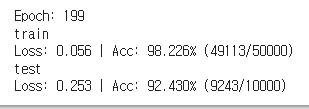 Epoch: 199
train
Loss: 0.056 | Acc: 98.226% (49113/50000)
test
Loss: 0.253 | Acc: 92.430% (9243/10000)